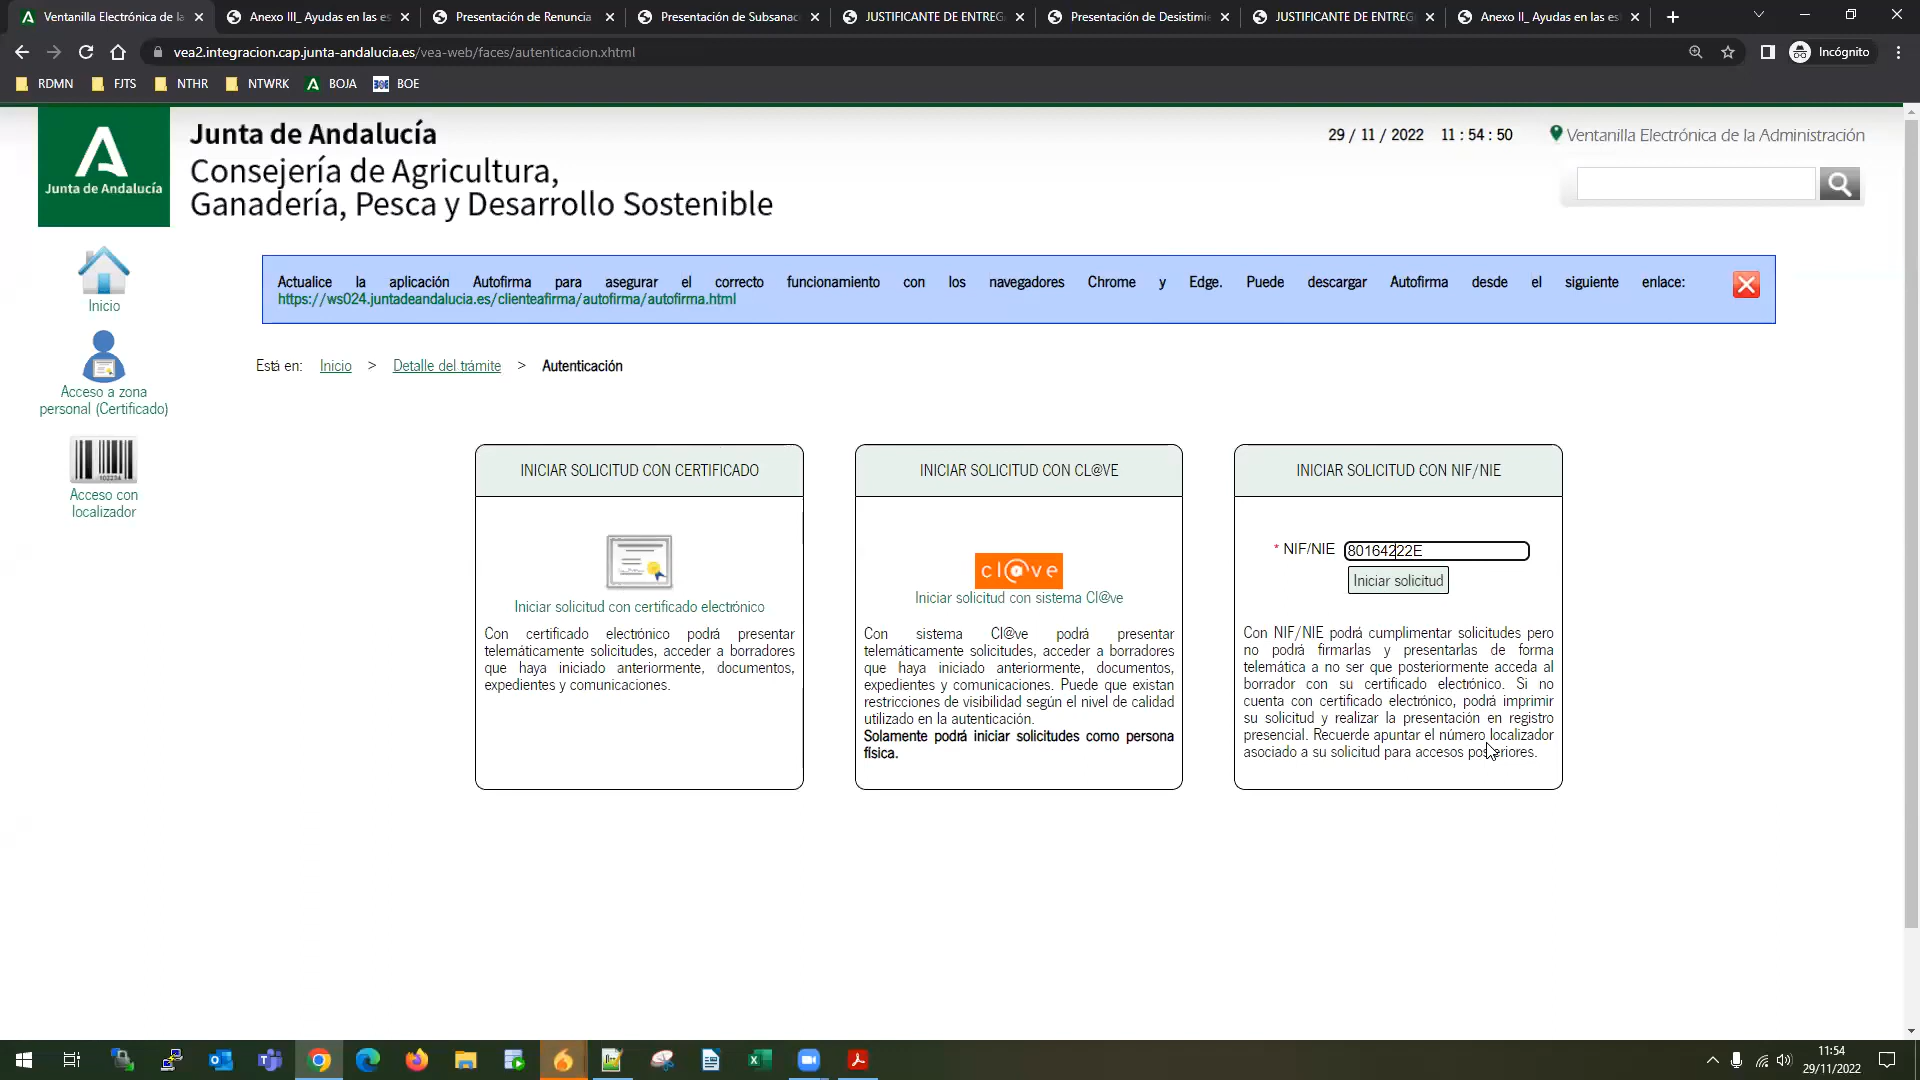 Ventanilla Electrónica de la
Anexo III_ Ayudas en las es
Presentación de Renuncia
Presentación de Subsanac
JUSTIFICANTE DE ENTREG
Presentación de Desistimie
JUSTIFICANTE DE ENTREG
Anexo II_ Ayudas en las es
vea2.integracion.cap.junta-andalucia.es/vea-web/faces/autenticacion.xhtml
Incógnito
RDMN
FJTS
NTHR
NTWRK
BOJA
BOE
Junta de Andalucía
Junta de Andalucía
Consejería de Agricultura,
Ganadería, Pesca y Desarrollo Sostenible
29 / 11 / 2022 11 : 54 : 50
Ventanilla Electrónica de la Administración
Inicio
Acceso a zona
personal (Certificado)
Acceso con
localizador
Actualice la aplicación Autofirma para asegurar el correcto funcionamiento con los navegadores Chrome y Edge. Puede descargar Autofirma desde el siguiente enlace:
https://ws024.juntadeandalucia.es/clienteafirma/autofirma/autofirma.html
Está en: Inicio > Detalle del trámite > Autenticación
INICIAR SOLICITUD CON CERTIFICADO
Iniciar solicitud con certificado electrónico
Con certificado electrónico podrá presentar
telemáticamente solicitudes, acceder a borradores
que haya iniciado anteriormente, documentos,
expedientes y comunicaciones.
INICIAR SOLICITUD CON CL@VE
cl@ve
Iniciar solicitud con sistema Cl@ve
Con sistema Cl@ve podrá presentar
telemáticamente solicitudes, acceder a borradores
que haya iniciado anteriormente, documentos,
expedientes y comunicaciones. Puede que existan
restricciones de visibilidad según el nivel de calidad
utilizado en la autenticación.
Solamente podrá iniciar solicitudes como persona
física.
INICIAR SOLICITUD CON NIF/NIE
* NIF/NIE 80164222E
Iniciar solicitud
Con NIF/NIE podrá cumplimentar solicitudes pero
no podrá firmarlas y presentarlas de forma
telemática a no ser que posteriormente acceda al
borrador con su certificado electrónico. Si no
cuenta con certificado electrónico, podrá imprimir
su solicitud y realizar la presentación en registro
presencial. Recuerde apuntar el número localizador
asociado a su solicitud para accesos posteriores.
11:54
29/11/2022